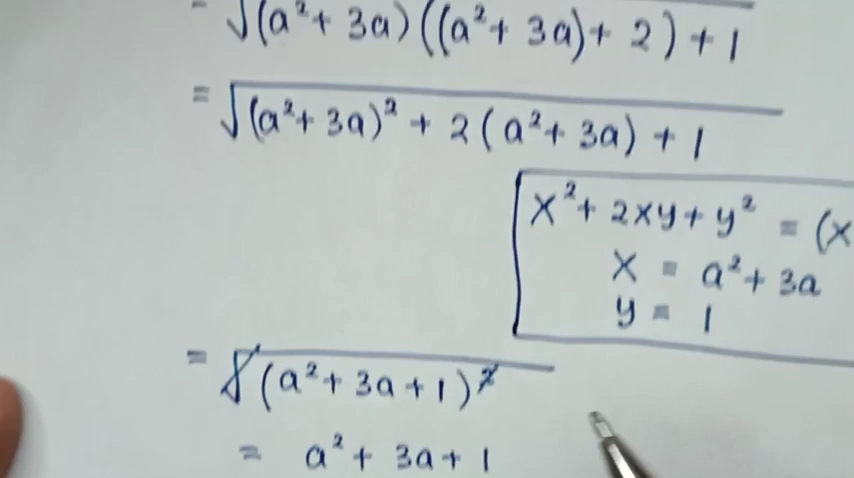 = √(a²+ 3a)((a²+ 3a)+ 2) + 1
= √(a²+ 3a)² + 2(a²+ 3a) + 1
x²+ 2xy + y² = (x
x = a²+ 3a
y = 1
= √(a²+ 3a + 1)²
= a²+ 3a + 1